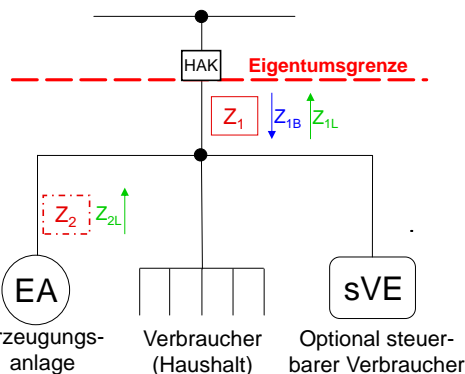 HAK
Eigentumsgrenze
Z1 Z1B Z1L
Z2 Z2L
EA
sVE
rzeugungs-
anlage
Verbraucher
(Haushalt)
Optional steuer-
barer Verbraucher